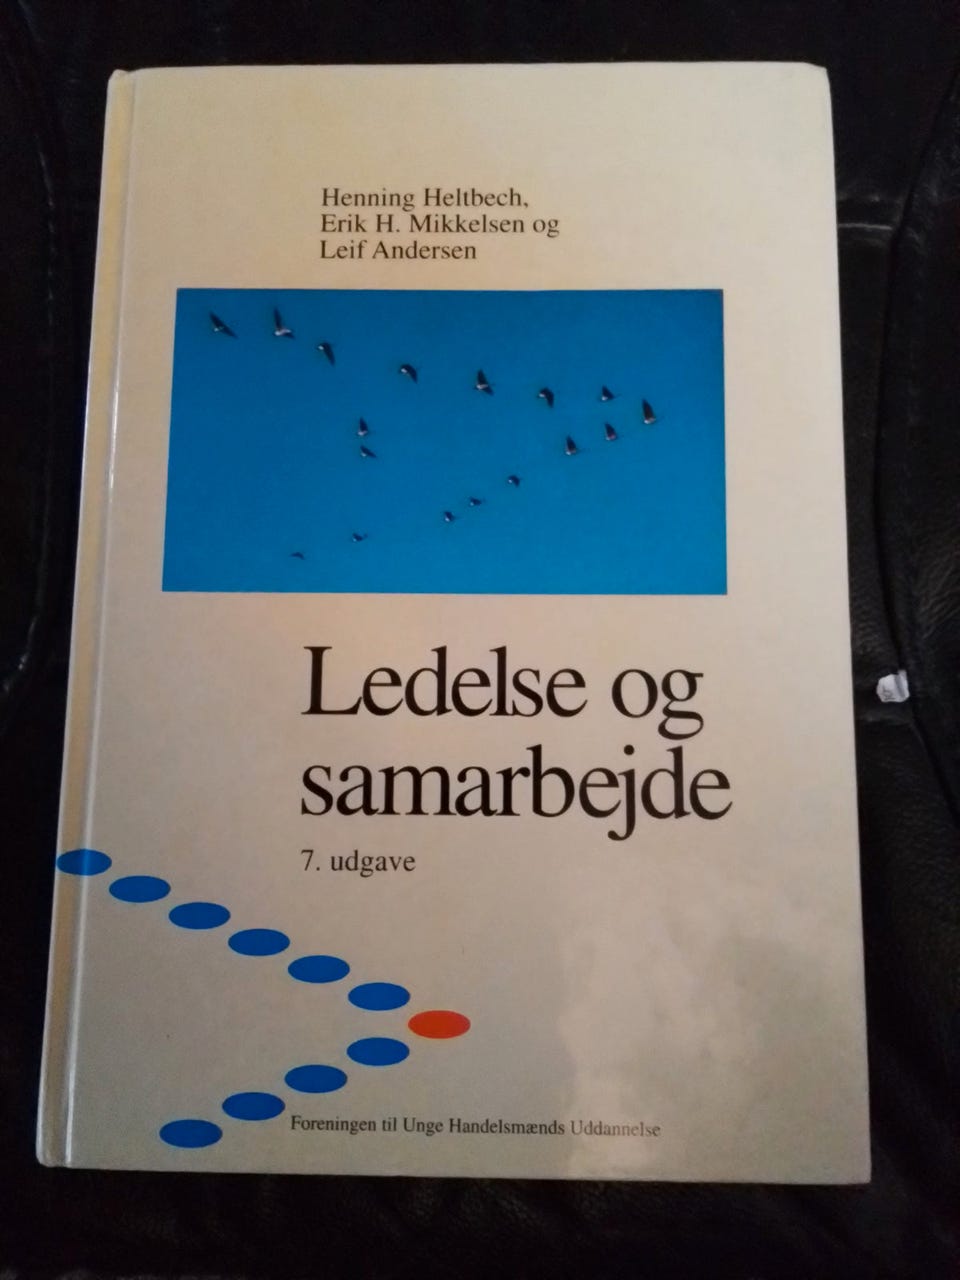 Henning Heltbech,
Erik H. Mikkelsen og
Leif Andersen
Ledelse og
samarbejde
7. udgave
Foreningen til Unge Handelsmænds Uddannelse